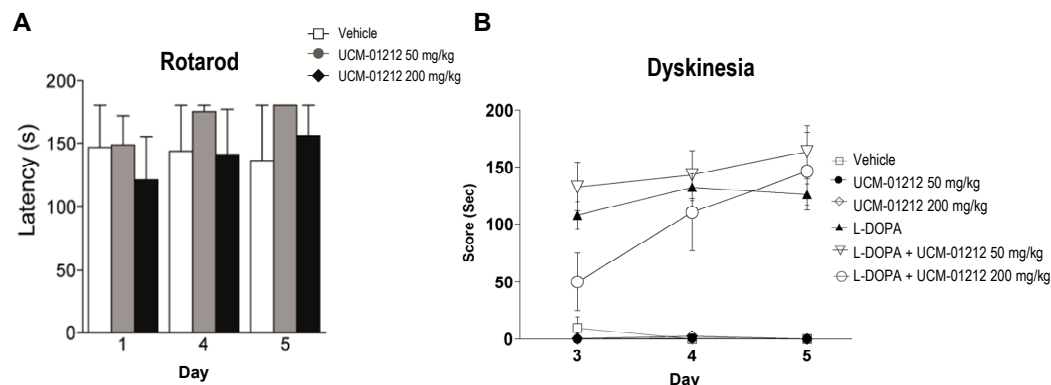 A
Rotarod
Vehicle
UCM-01212 50 mg/kg
UCM-01212 200 mg/kg
200
150
100
50
0
Latency (s)
1
4
5
Day
B
Dyskinesia
200
150
100
50
0
Score (Sec)
3
4
5
Day
Vehicle
UCM-01212 50 mg/kg
UCM-01212 200 mg/kg
L-DOPA
L-DOPA + UCM-01212 50 mg/kg
L-DOPA + UCM-01212 200 mg/kg